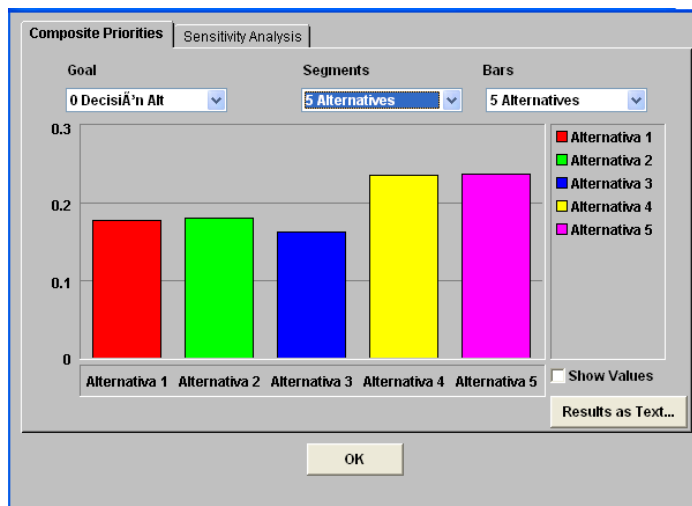 Composite Priorities
Sensitivity Analysis
Goal
Segments
Bars
0 DecisiÄ'n Alt
5 Alternatives
5 Alternatives
0.3
0.2
0.1
0
Alternativa 1
Alternativa 2
Alternativa 3
Alternativa 4
Alternativa 5
Alternativa 1 Alternativa 2 Alternativa 3 Alternativa 4 Alternativa 5
Show Values
Results as Text...
OK